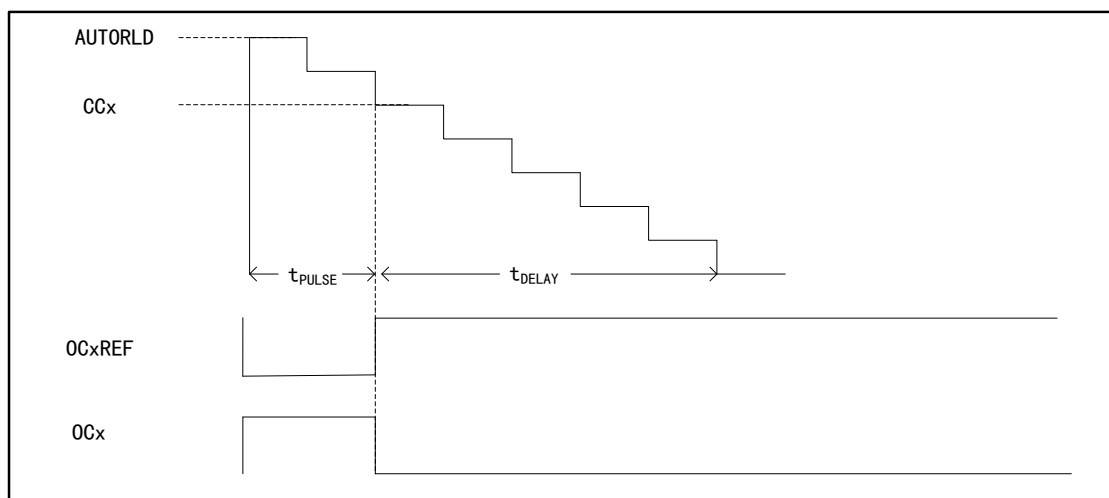 AUTORLD
CCx
tPULSE
tDELAY
OCxREF
OCx